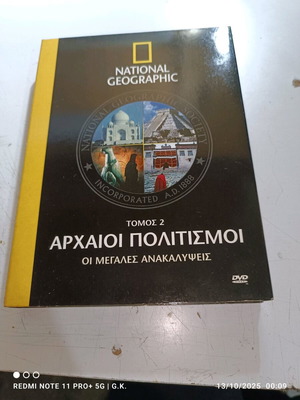 NATIONAL
GEOGRAPHIC
NATIONAL GEOGRAPHIC SOCIETY
INCORPORATED A.D. 1888
ΤΟΜΟΣ 2
ΑΡΧΑΙΟΙ ΠΟΛΙΤΙΣΜΟΙ
ΟΙ ΜΕΓΑΛΕΣ ΑΝΑΚΑΛΥΨΕΙΣ
DVD
REDMI NOTE 11 PRO+ 5G | G.K.
13/10/2025 00:09